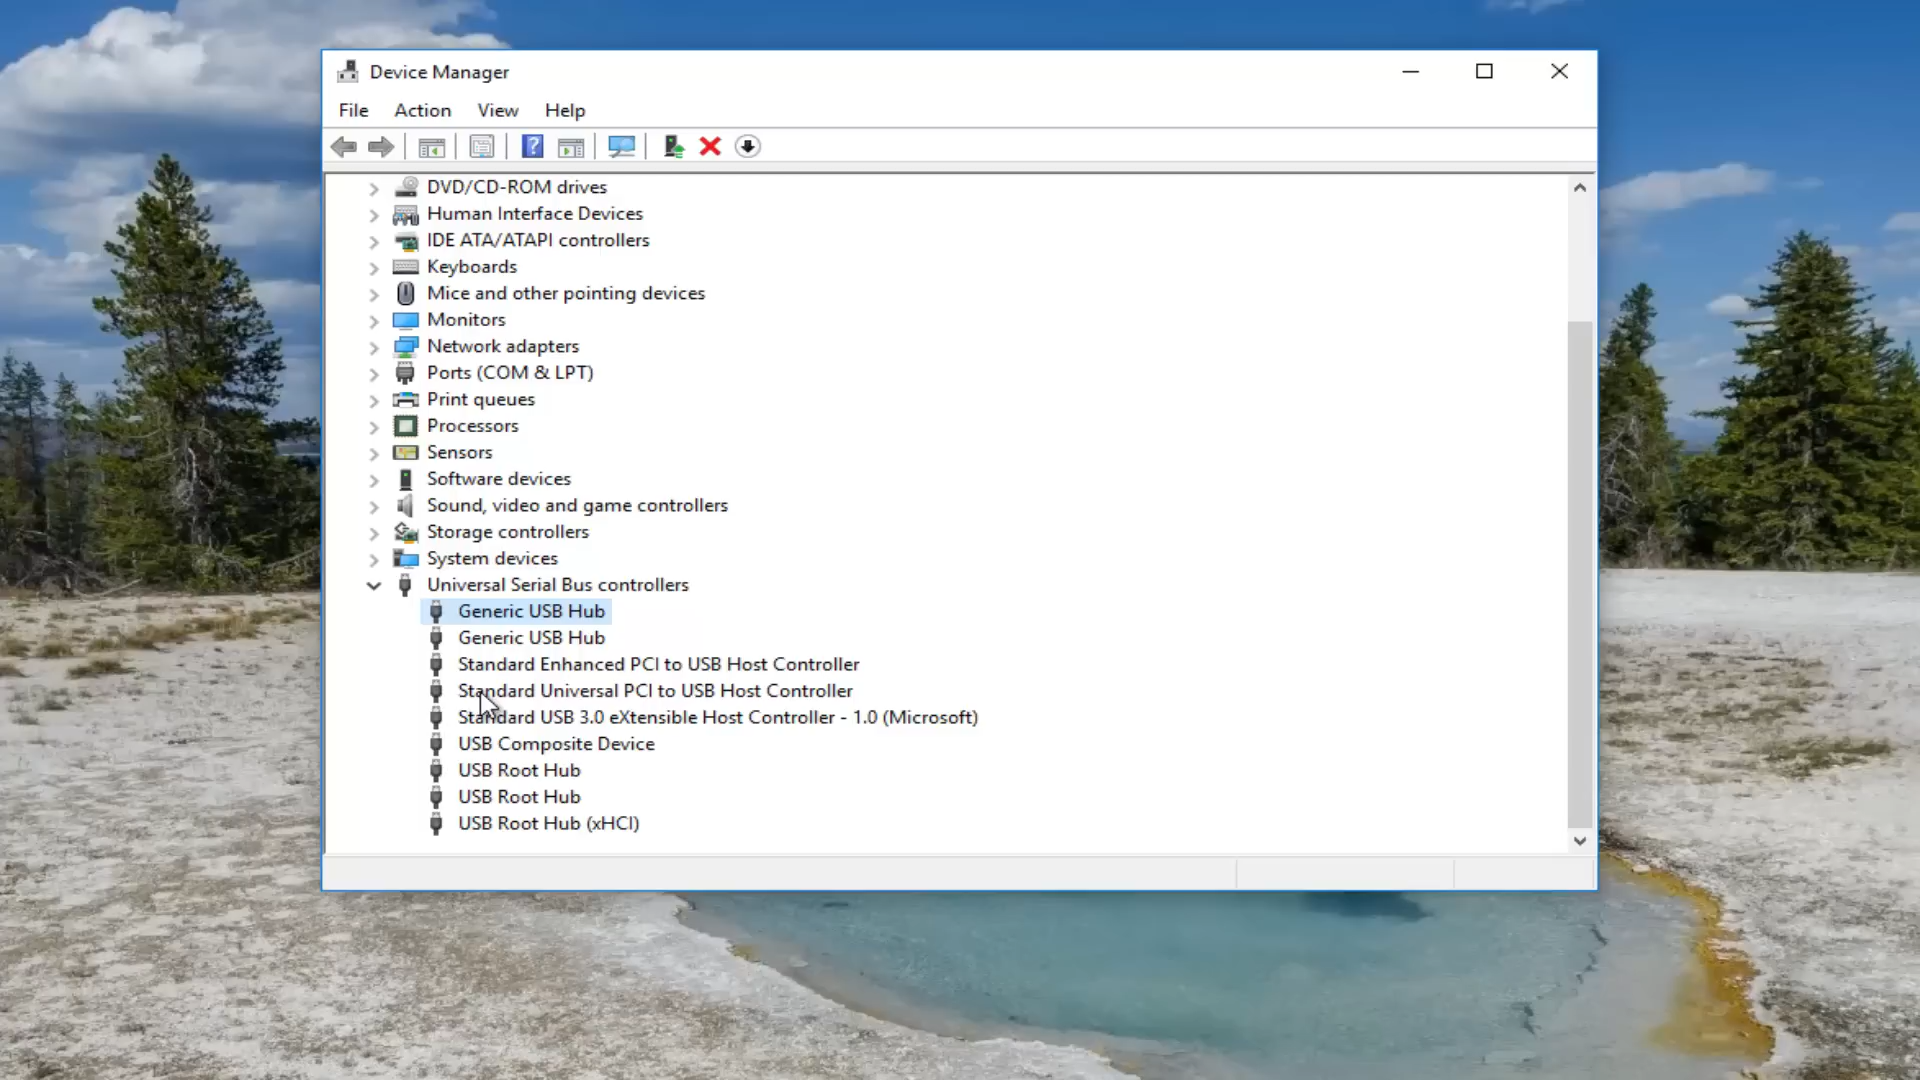 Device Manager
File Action View Help
DVD/CD-ROM drives
Human Interface Devices
IDE ATA/ATAPI controllers
Keyboards
Mice and other pointing devices
Monitors
Network adapters
Ports (COM & LPT)
Print queues
Processors
Sensors
Software devices
Sound, video and game controllers
Storage controllers
System devices
Universal Serial Bus controllers
Generic USB Hub
Generic USB Hub
Standard Enhanced PCI to USB Host Controller
Standard Universal PCI to USB Host Controller
Standard USB 3.0 eXtensible Host Controller - 1.0 (Microsoft)
USB Composite Device
USB Root Hub
USB Root Hub
USB Root Hub (xHCI)